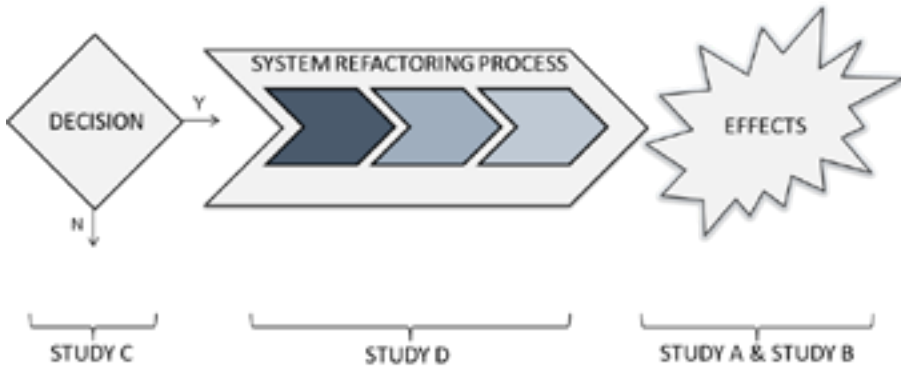 SYSTEM REFACTORING PROCESS
DECISION
Y
EFFECTS
N
STUDY C
STUDY D
STUDY A & STUDY B